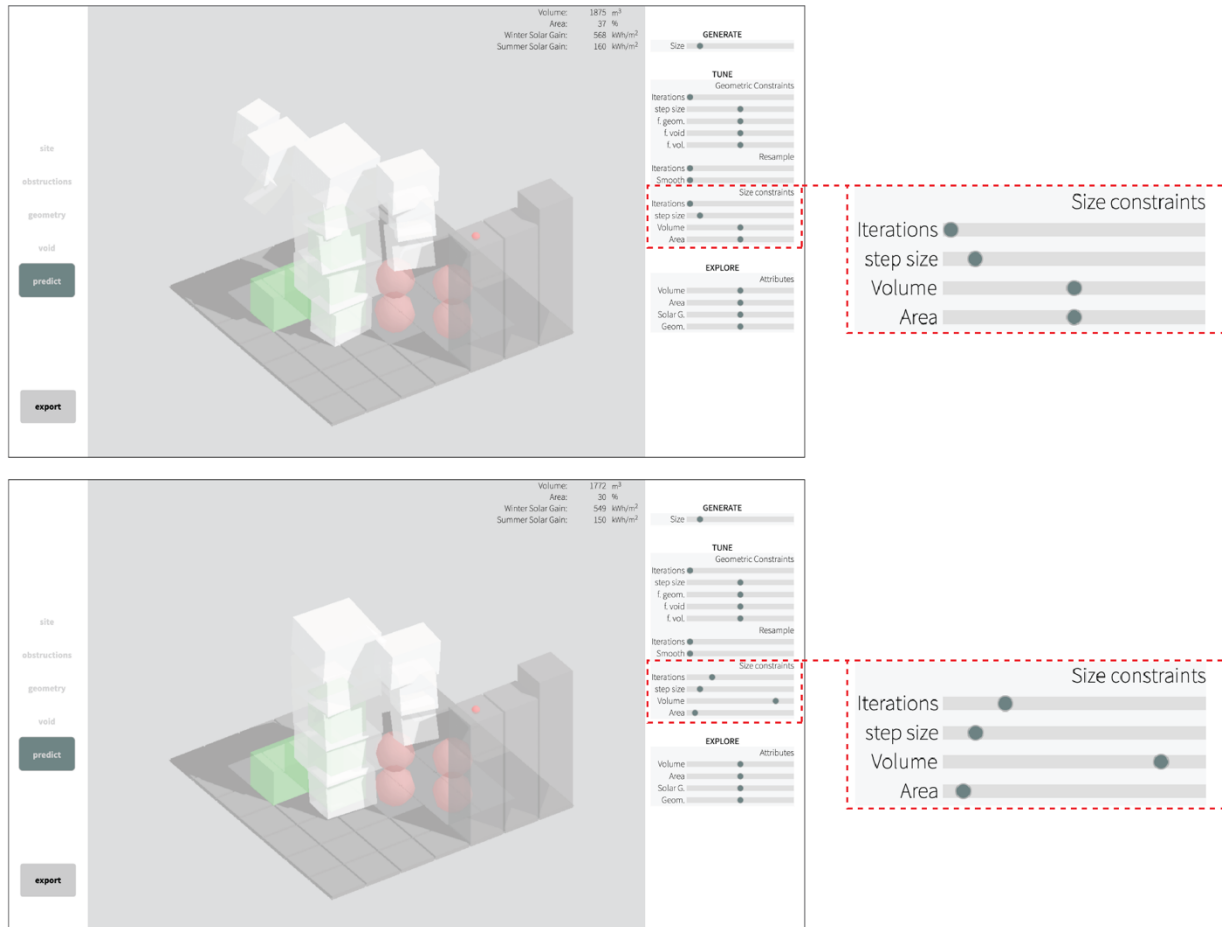 Volume: 1875 m³
Area: 37 %
Winter Solar Gain: 568 kWh/m²
Summer Solar Gain: 160 kWh/m²
site
obstructions
geometry
void
predict
export
GENERATE
Size
TUNE
Geometric Constraints
Iterations
step size
f. geom.
f. void
f. vol.
Resample
Iterations
Smooth
Size constraints
Iterations
step size
Volume
Area
EXPLORE
Attributes
Volume
Area
Solar G.
Geom.
Size constraints
Iterations
step size
Volume
Area
Volume: 1772 m³
Area: 30 %
Winter Solar Gain: 549 kWh/m²
Summer Solar Gain: 150 kWh/m²
site
obstructions
geometry
void
predict
export
GENERATE
Size
TUNE
Geometric Constraints
Iterations
step size
f. geom.
f. void
f. vol.
Resample
Iterations
Smooth
Size constraints
Iterations
step size
Volume
Area
EXPLORE
Attributes
Volume
Area
Solar G.
Geom.
Size constraints
Iterations
step size
Volume
Area